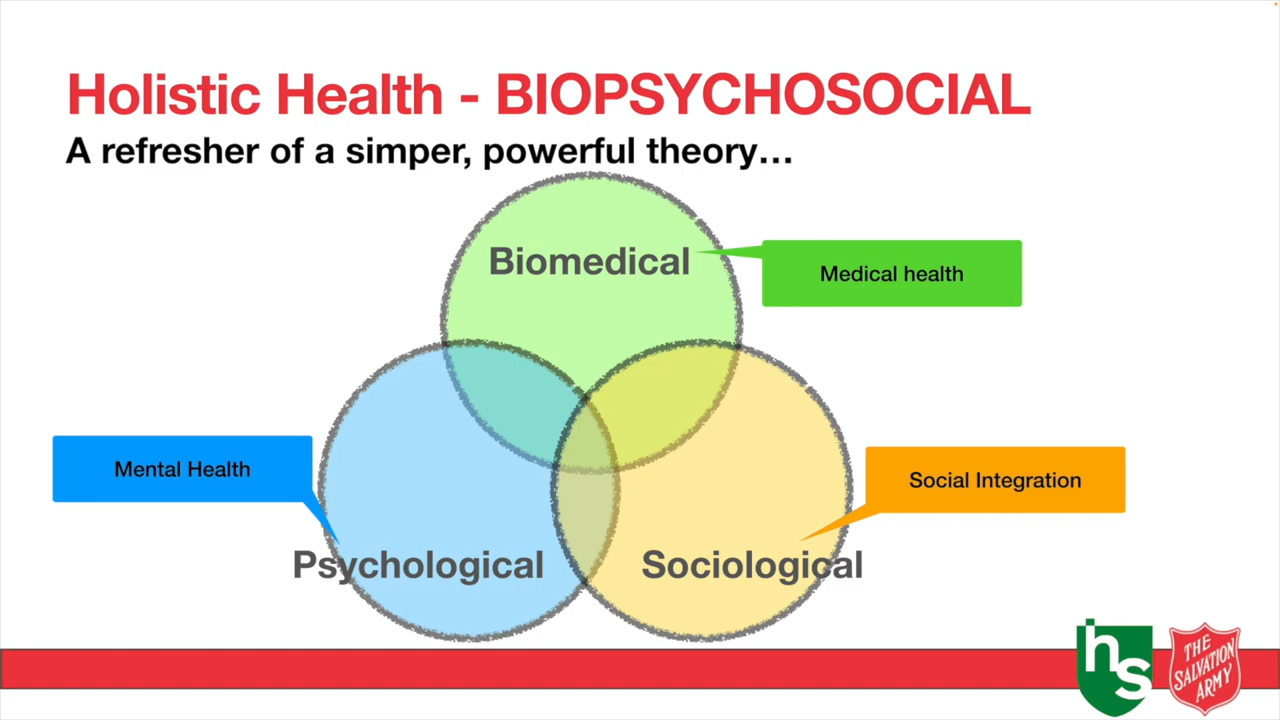 Holistic Health - BIOPSYCHOSOCIAL
A refresher of a simper, powerful theory…
Biomedical
Medical health
Mental Health
Social Integration
Psychological
Sociological
hs
THE
SALVATION
ARMY